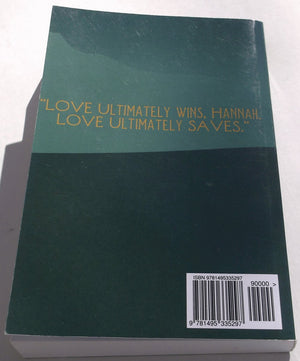 "LOVE ULTIMATELY WINS, HANNAH.
LOVE ULTIMATELY SAVES."
ISBN 9781495335297
90000 >
9 781495 335297